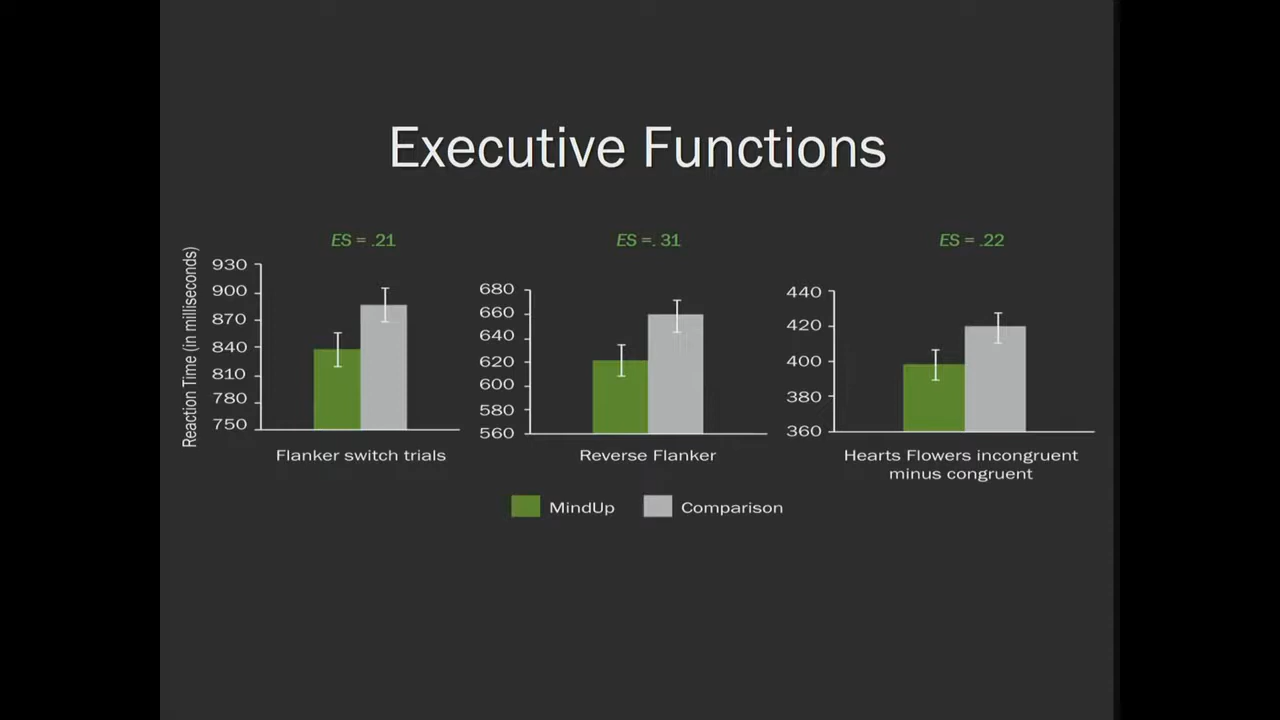 Executive Functions
ES = .21
ES =. 31
ES = .22
Reaction Time (in milliseconds)
930
900
870
840
810
780
750
680
660
640
620
600
580
560
440
420
400
380
360
Flanker switch trials
Reverse Flanker
Hearts Flowers incongruent
minus congruent
MindUp
Comparison